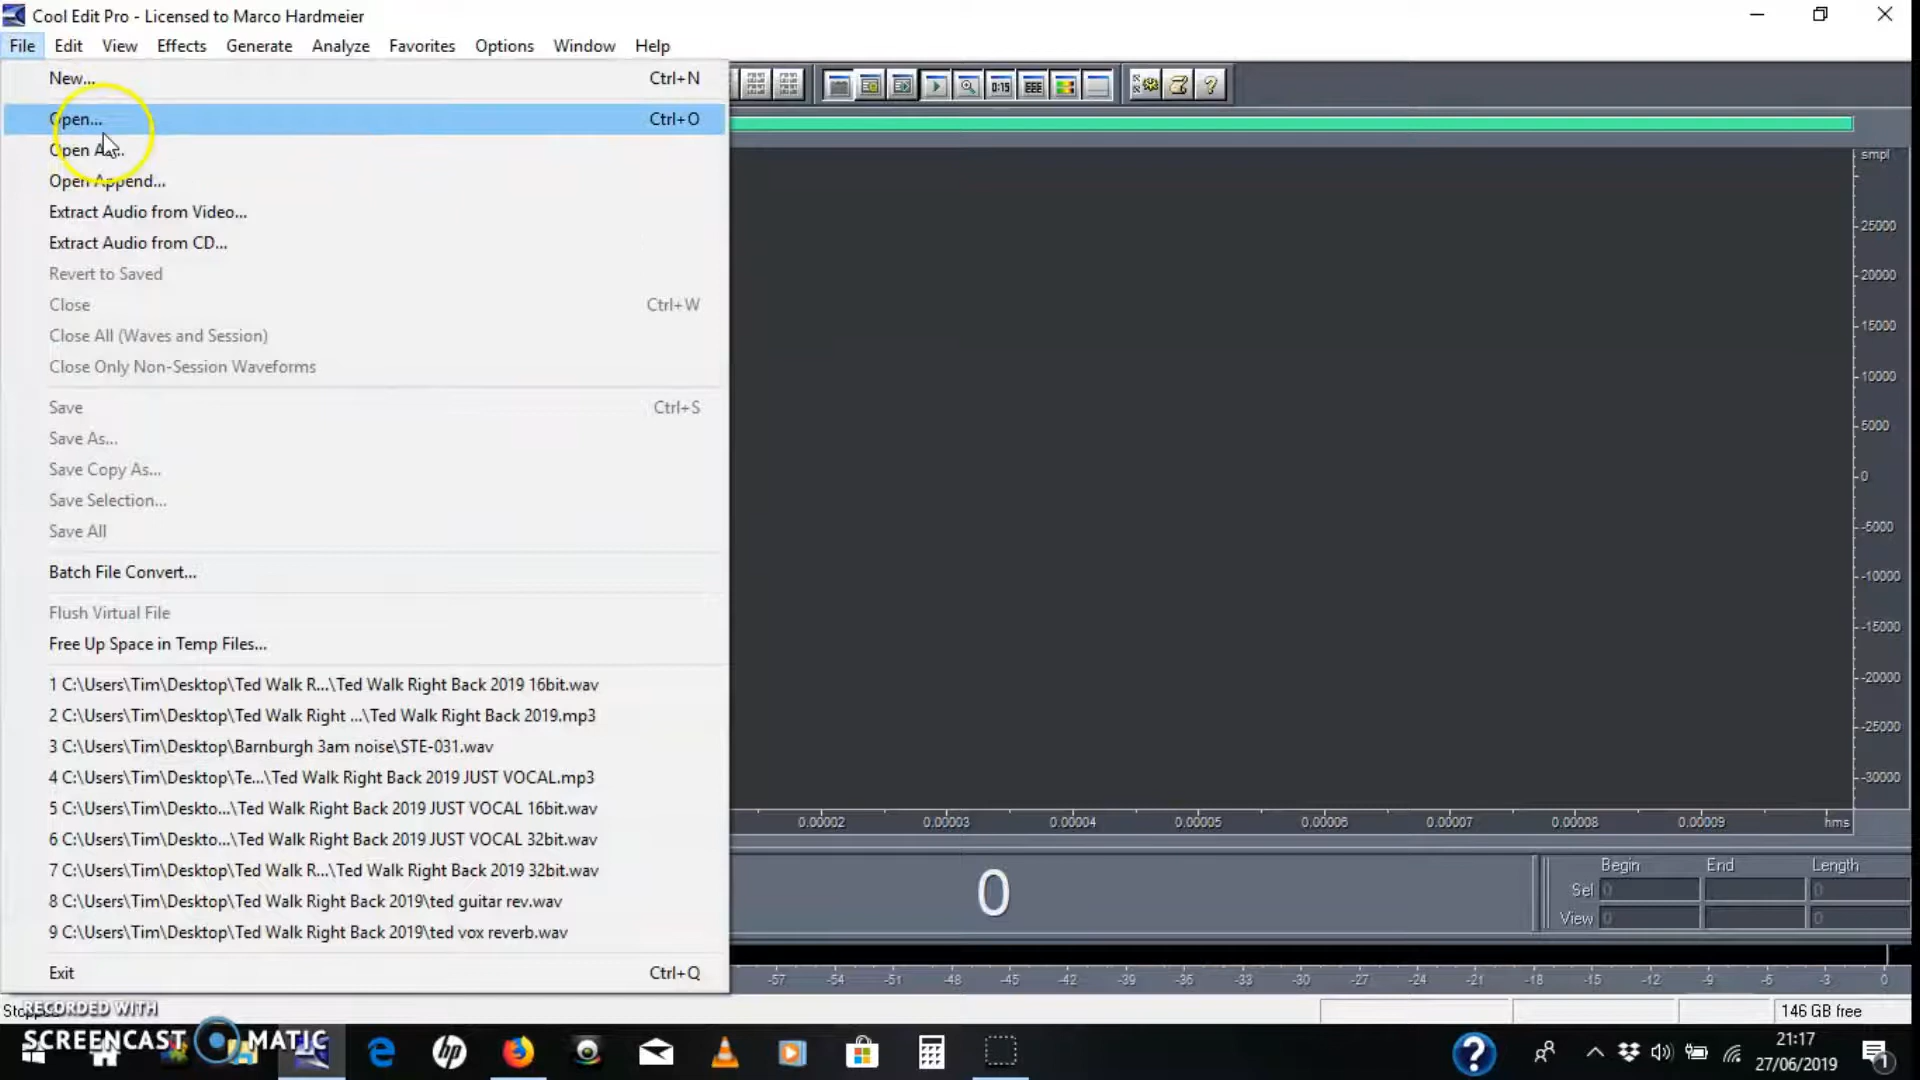 Cool Edit Pro - Licensed to Marco Hardmeier
File Edit View Effects Generate Analyze Favorites Options Window Help
New... Ctrl+N
Open... Ctrl+O
Open As...
Open Append...
Extract Audio from Video...
Extract Audio from CD...
Revert to Saved
Close Ctrl+W
Close All (Waves and Session)
Close Only Non-Session Waveforms
Save Ctrl+S
Save As...
Save Copy As...
Save Selection...
Save All
Batch File Convert...
Flush Virtual File
Free Up Space in Temp Files...
1 C:\Users\Tim\Desktop\Ted Walk R...\Ted Walk Right Back 2019 16bit.wav
2 C:\Users\Tim\Desktop\Ted Walk Right ...\Ted Walk Right Back 2019.mp3
3 C:\Users\Tim\Desktop\Barnburgh 3am noise\STE-031.wav
4 C:\Users\Tim\Desktop\Te...\Ted Walk Right Back 2019 JUST VOCAL.mp3
5 C:\Users\Tim\Deskto...\Ted Walk Right Back 2019 JUST VOCAL 16bit.wav
6 C:\Users\Tim\Deskto...\Ted Walk Right Back 2019 JUST VOCAL 32bit.wav
7 C:\Users\Tim\Desktop\Ted Walk R...\Ted Walk Right Back 2019 32bit.wav
8 C:\Users\Tim\Desktop\Ted Walk Right Back 2019\ted guitar rev.wav
9 C:\Users\Tim\Desktop\Ted Walk Right Back 2019\ted vox reverb.wav
Exit Ctrl+Q
0:15
smpl
25000
20000
15000
10000
5000
0
-5000
-10000
-15000
-20000
-25000
-30000
0.00002 0.00003 0.00004 0.00005 0.00006 0.00007 0.00008 0.00009 hms
0
Begin End Length
Sel 0 0 0
View 0 0 0
-57 -54 -51 -48 -45 -42 -39 -36 -33 -30 -27 -24 -21 -18 -15 -12 -9 -6 -3 0
146 GB free
RECORDED WITH
SCREENCAST MATIC
hp
21:17
27/06/2019
1